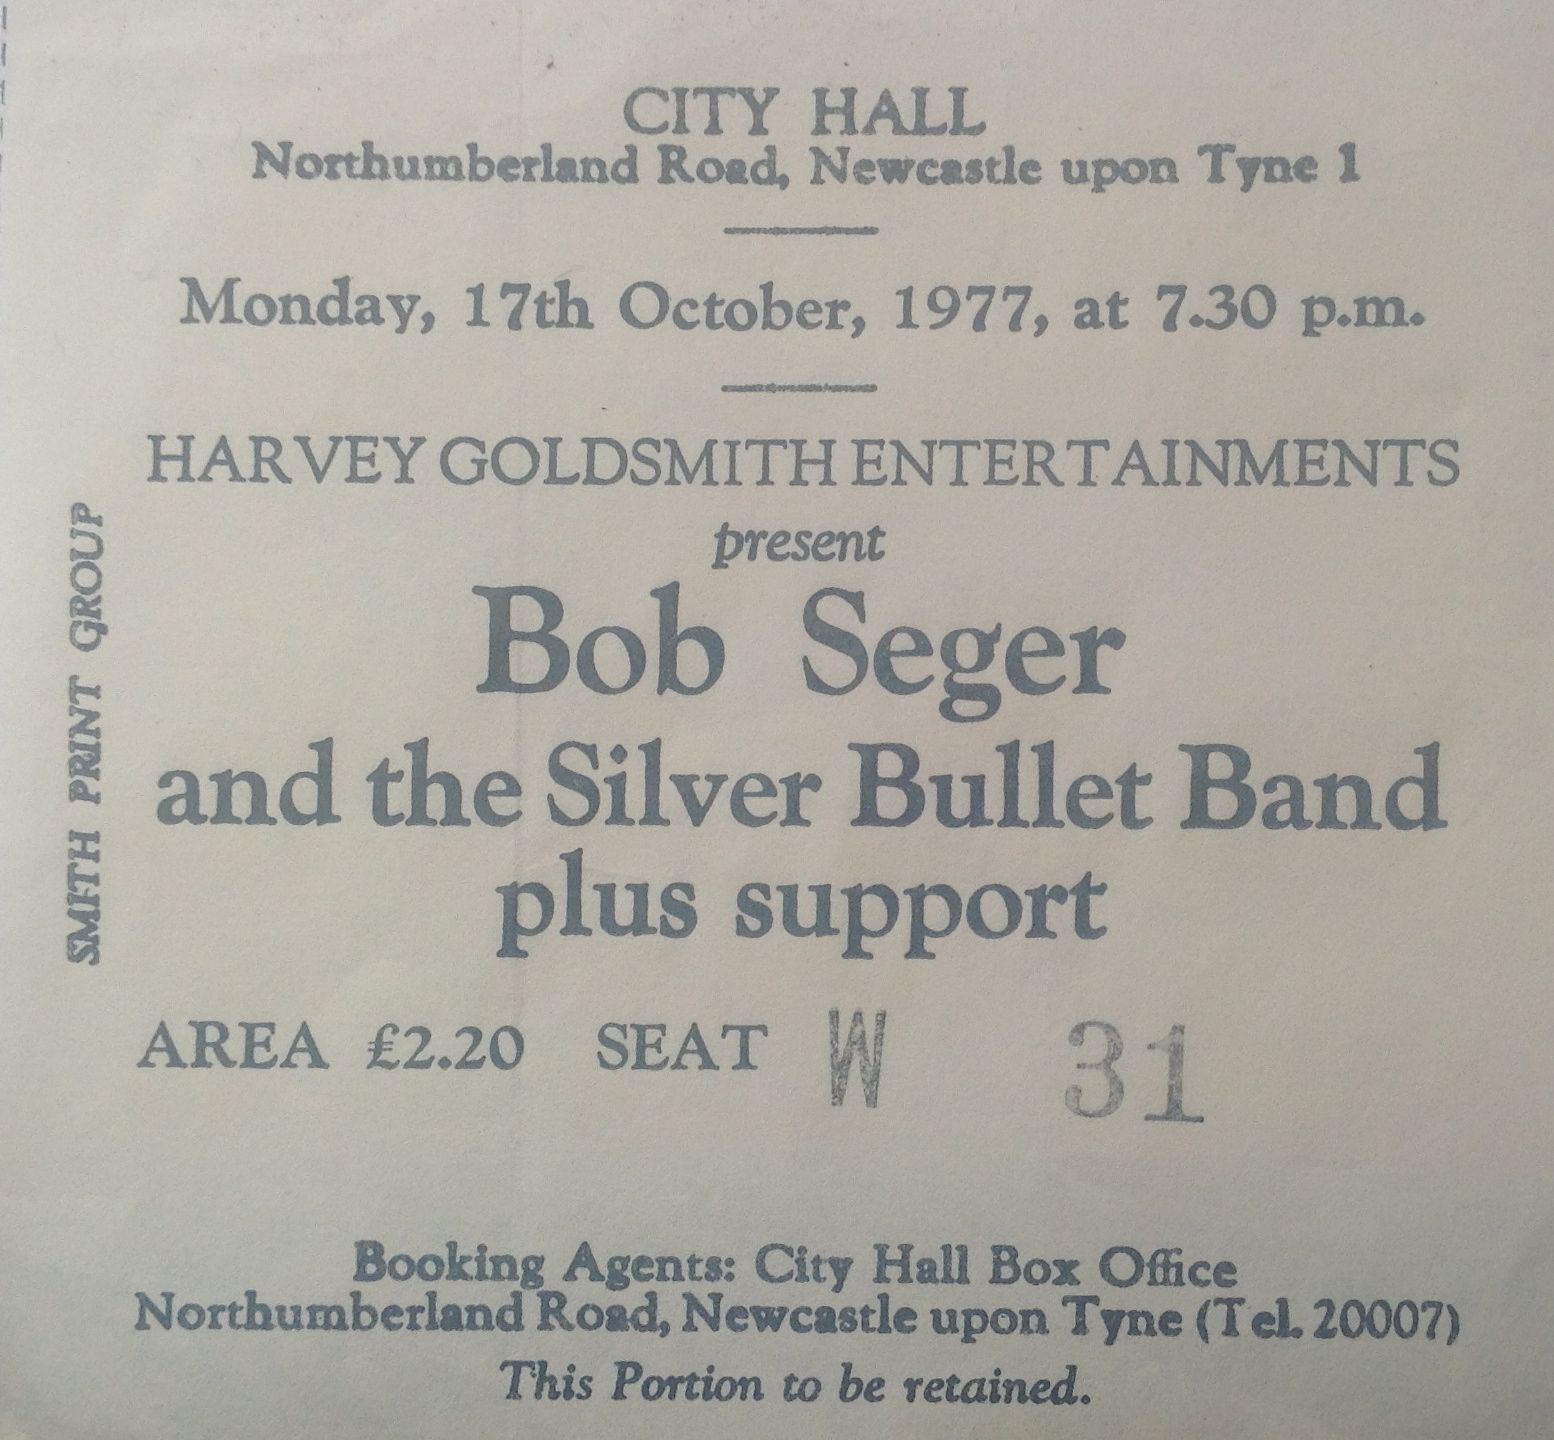 CITY HALL
Northumberland Road, Newcastle upon Tyne 1
Monday, 17th October, 1977, at 7.30 p.m.
HARVEY GOLDSMITH ENTERTAINMENTS
present
Bob Seger
and the Silver Bullet Band
plus support
AREA £2.20 SEAT W 31
Booking Agents: City Hall Box Office
Northumberland Road, Newcastle upon Tyne (Tel. 20007)
This Portion to be retained.
SMITH PRINT GROUP